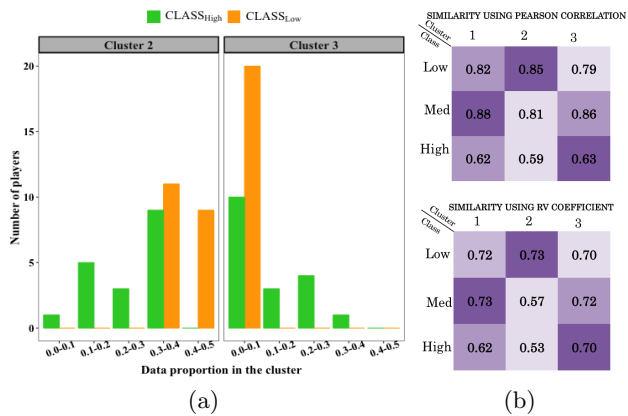 CLASSHigh CLASSLow
Cluster 2 Cluster 3
Number of players
20
15
10
5
0
0.0-0.1 0.1-0.2 0.2-0.3 0.3-0.4 0.4-0.5 0.0-0.1 0.1-0.2 0.2-0.3 0.3-0.4 0.4-0.5
Data proportion in the cluster
(a)
SIMILARITY USING PEARSON CORRELATION
Cluster
Class
1 2 3
Low 0.82 0.85 0.79
Med 0.88 0.81 0.86
High 0.62 0.59 0.63
SIMILARITY USING RV COEFFICIENT
Cluster
Class
1 2 3
Low 0.72 0.73 0.70
Med 0.73 0.57 0.72
High 0.62 0.53 0.70
(b)